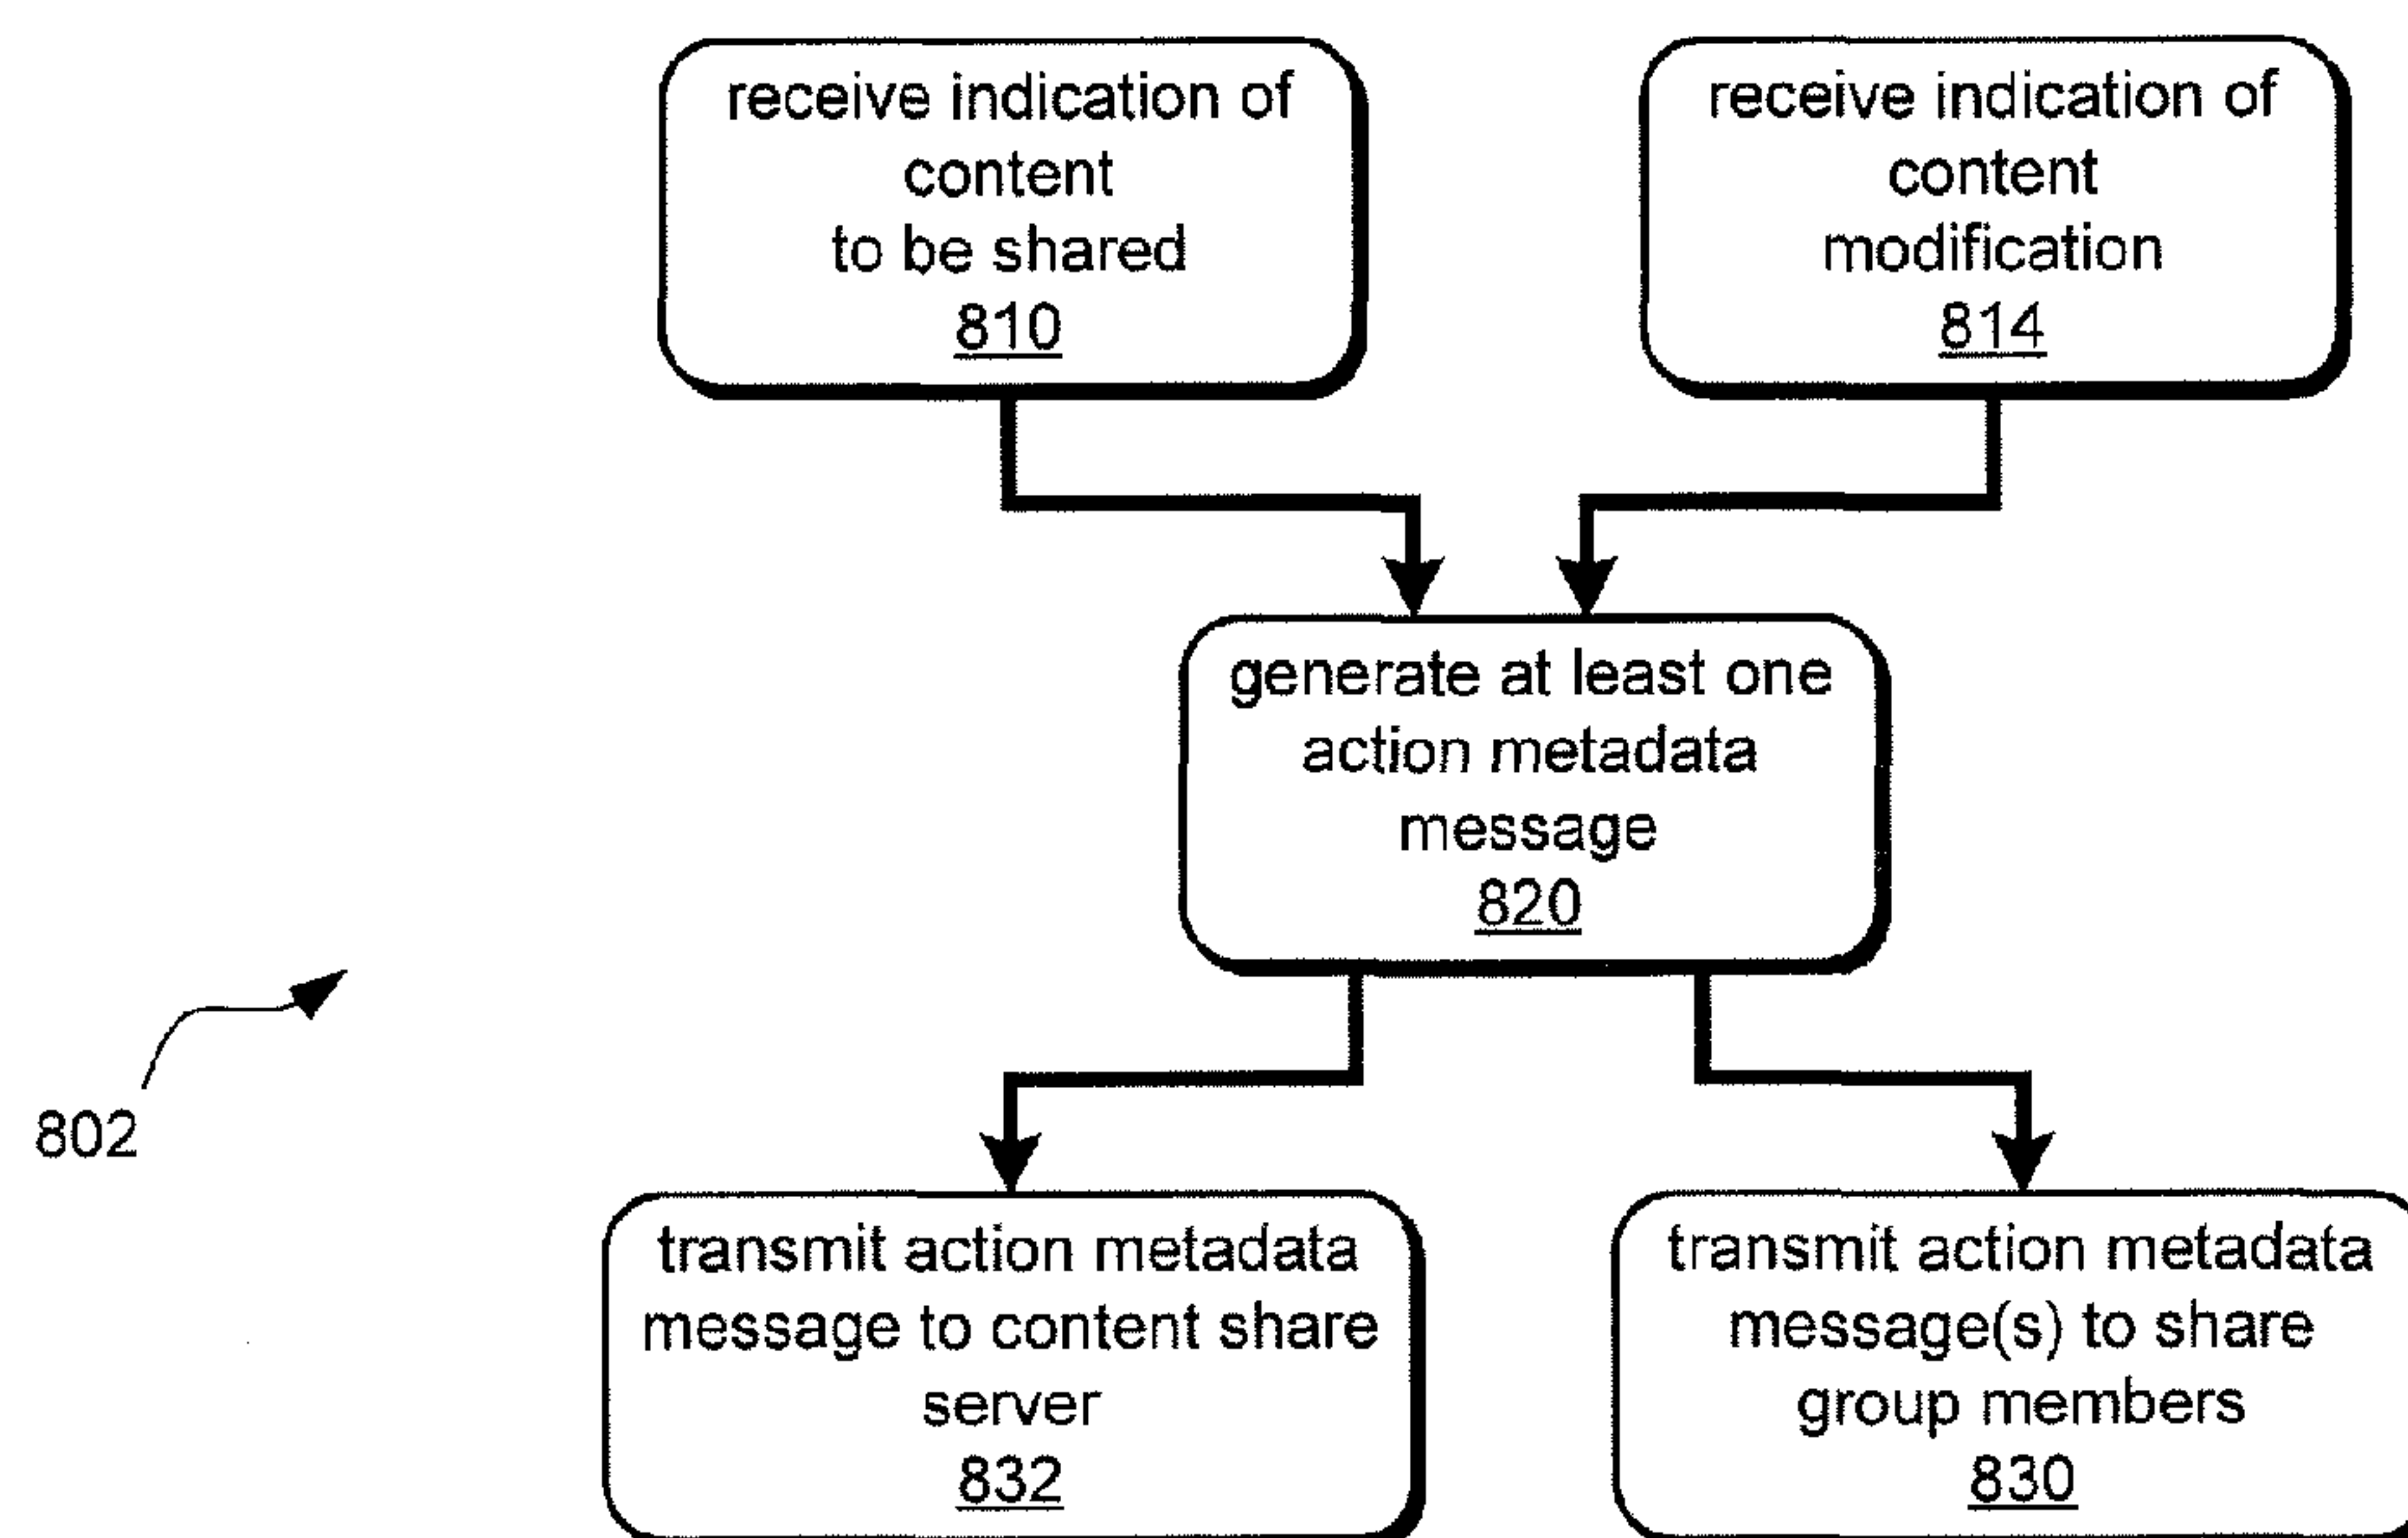 receive indication of
content
to be shared
810
receive indication of
content
modification
814
generate at least one
action metadata
message
820
802
transmit action metadata
message to content share
server
832
transmit action metadata
message(s) to share
group members
830